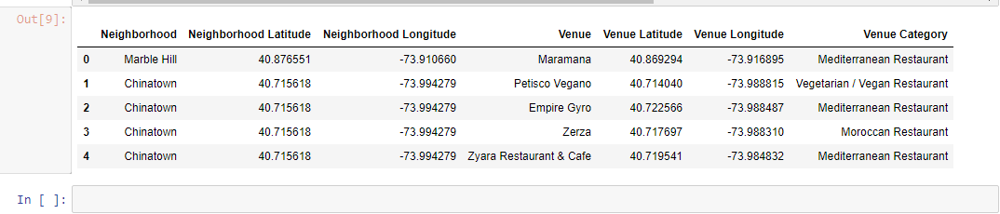 Out[9]:
Neighborhood Neighborhood Latitude Neighborhood Longitude Venue Venue Latitude Venue Longitude Venue Category
0 Marble Hill 40.876551 -73.910660 Maramana 40.869294 -73.916895 Mediterranean Restaurant
1 Chinatown 40.715618 -73.994279 Petisco Vegano 40.714040 -73.988815 Vegetarian / Vegan Restaurant
2 Chinatown 40.715618 -73.994279 Empire Gyro 40.722566 -73.988487 Mediterranean Restaurant
3 Chinatown 40.715618 -73.994279 Zerza 40.717697 -73.988310 Moroccan Restaurant
4 Chinatown 40.715618 -73.994279 Zyara Restaurant & Cafe 40.719541 -73.984832 Mediterranean Restaurant
In [ ]: